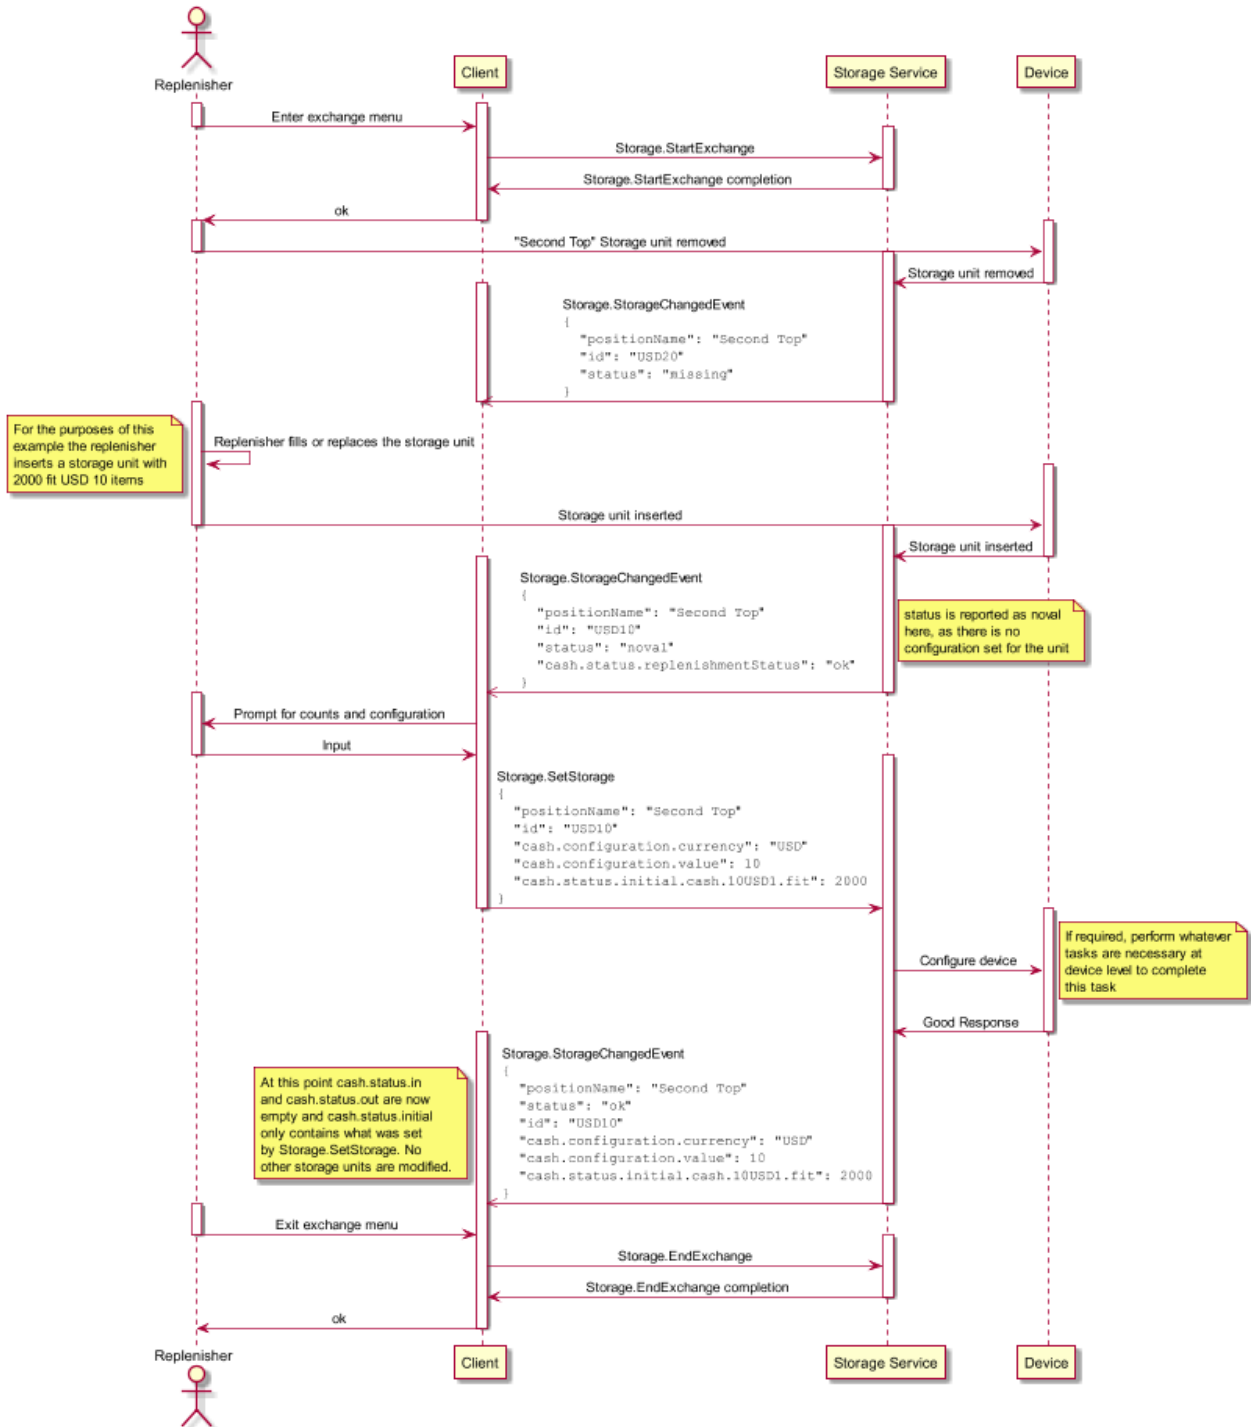 Replenisher
Client
Storage Service
Device
Enter exchange menu
Storage.StartExchange
Storage.StartExchange completion
ok
"Second Top" Storage unit removed
Storage unit removed
Storage.StorageChangedEvent
{
"positionName": "Second Top"
"id": "USD20"
"status": "missing"
}
For the purposes of this
example the replenisher
inserts a storage unit with
2000 fit USD 10 items
Replenisher fills or replaces the storage unit
Storage unit inserted
Storage unit inserted
Storage.StorageChangedEvent
{
"positionName": "Second Top"
"id": "USD10"
"status": "noval"
"cash.status.replenishmentStatus": "ok"
}
status is reported as noval
here, as there is no
configuration set for the unit
Prompt for counts and configuration
Input
Storage.SetStorage
{
"positionName": "Second Top"
"id": "USD10"
"cash.configuration.currency": "USD"
"cash.configuration.value": 10
"cash.status.initial.cash.10USD1.fit": 2000
}
If required, perform whatever
tasks are necessary at
device level to complete
this task
Configure device
Good Response
Storage.StorageChangedEvent
{
"positionName": "Second Top"
"status": "ok"
"id": "USD10"
"cash.configuration.currency": "USD"
"cash.configuration.value": 10
"cash.status.initial.cash.10USD1.fit": 2000
}
At this point cash.status.in
and cash.status.out are now
empty and cash.status.initial
only contains what was set
by Storage.SetStorage. No
other storage units are modified.
Exit exchange menu
Storage.EndExchange
Storage.EndExchange completion
ok
Replenisher
Client
Storage Service
Device